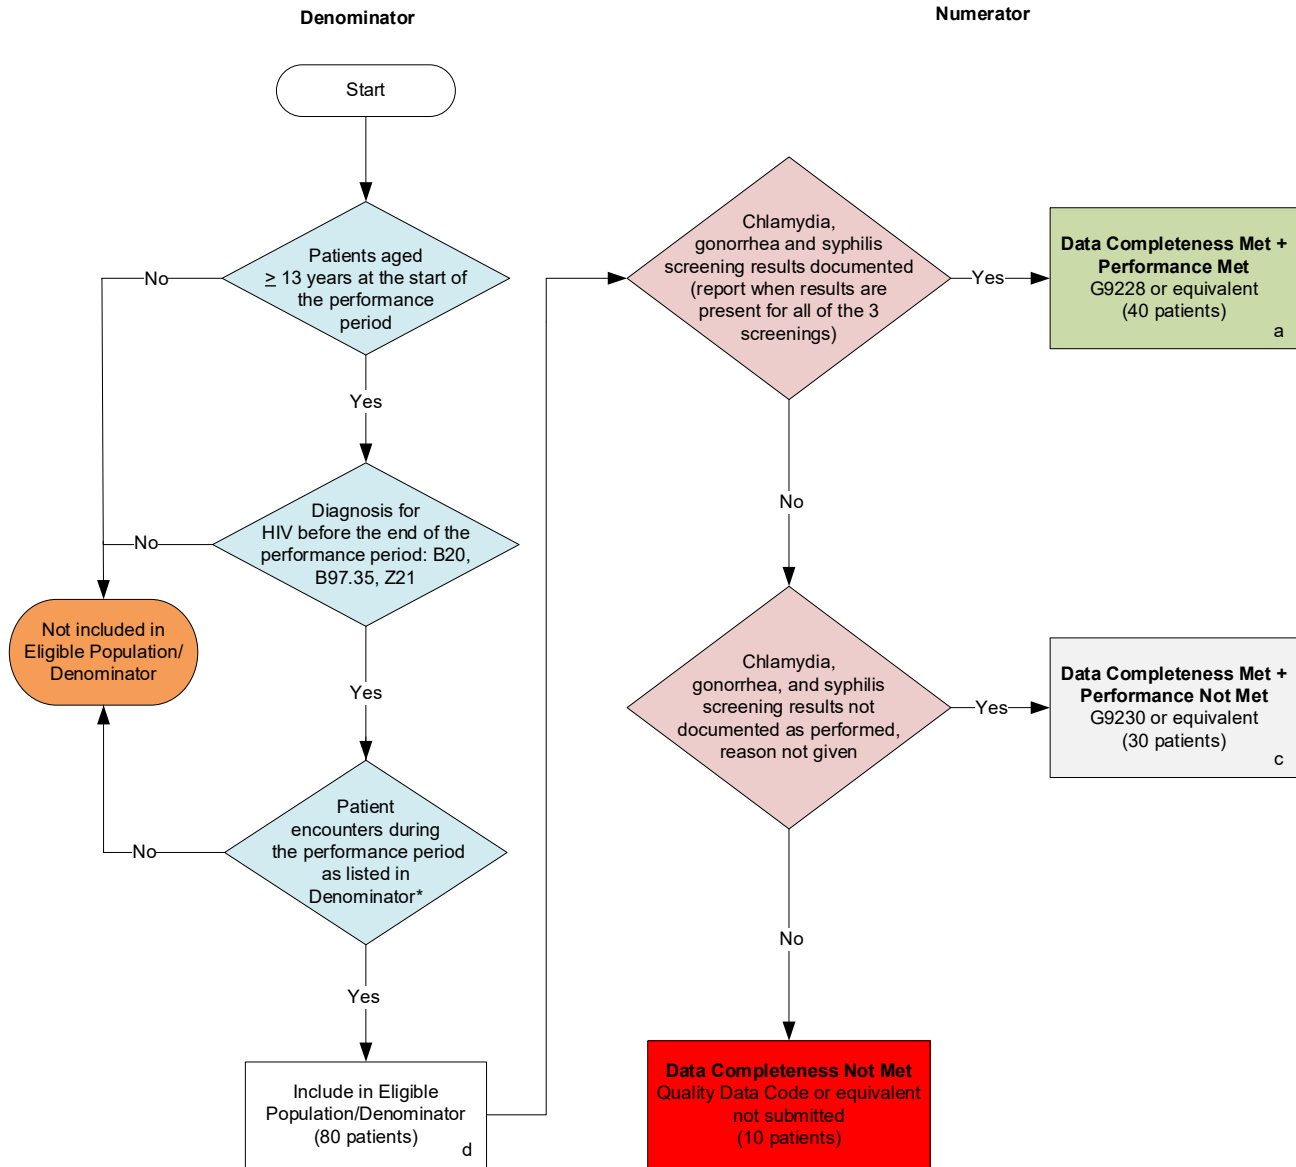 Denominator
Numerator
Start
Patients aged
≥ 13 years at the start of
the performance
period
No
Yes
Diagnosis for
HIV before the end of the
performance period: B20,
B97.35, Z21
No
Not included in
Eligible Population/
Denominator
Yes
Patient
encounters during
the performance period
as listed in
Denominator*
No
Yes
Include in Eligible
Population/Denominator
(80 patients)
d
Chlamydia,
gonorrhea and syphilis
screening results documented
(report when results are
present for all of the 3
screenings)
Yes
Data Completeness Met +
Performance Met
G9228 or equivalent
(40 patients)
a
No
Chlamydia,
gonorrhea, and syphilis
screening results not
documented as performed,
reason not given
Yes
Data Completeness Met +
Performance Not Met
G9230 or equivalent
(30 patients)
c
No
Data Completeness Not Met
Quality Data Code or equivalent
not submitted
(10 patients)